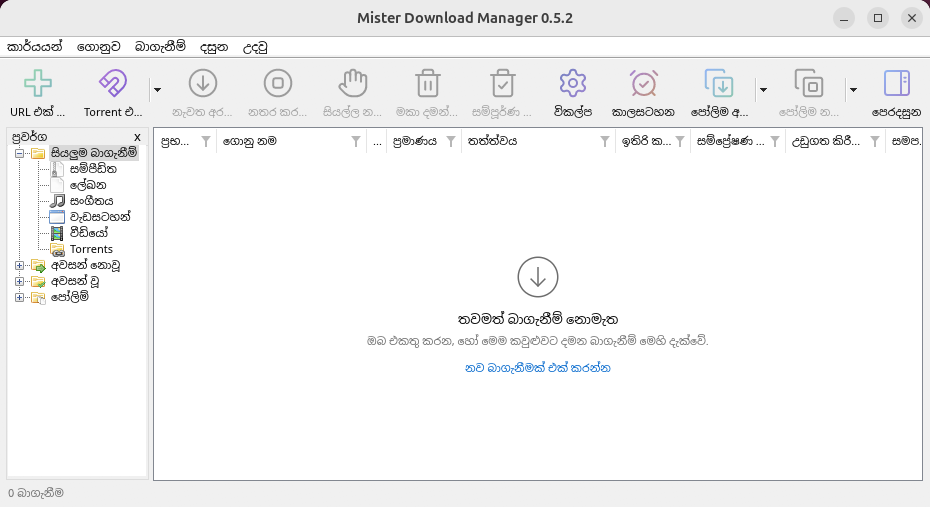 Mister Download Manager 0.5.2
කාර්යයන් ගොනුව බාගැනීම් දසුන උදවු
URL එක් ... Torrent එ... නැවත අර... නතර කර... සියල්ල න... මකා දමන්... සම්පූර්ණ ... විකල්ප කාලසටහන පෝලිම අ... පෝලිම න... පෙරදසුන
ප්‍රවර්ග x
ප්‍රභ... ගොනු නම ... ප්‍රමාණය තත්ත්වය ඉතිරි ක... සම්ප්‍රේෂණ ... උඩුගත කිරී... සමප.
සියලුම බාගැනීම්
සම්පීඩිත
ලේඛන
සංගීතය
වැඩසටහන්
වීඩියෝ
Torrents
අවසන් නොවූ
අවසන් වූ
පෝලිම්
තවමත් බාගැනීම් නොමැත
ඔබ එකතු කරන, හෝ මෙම කවුළුවට දමන බාගැනීම් මෙහි දැක්වේ.
නව බාගැනීමක් එක් කරන්න
0 බාගැනීම